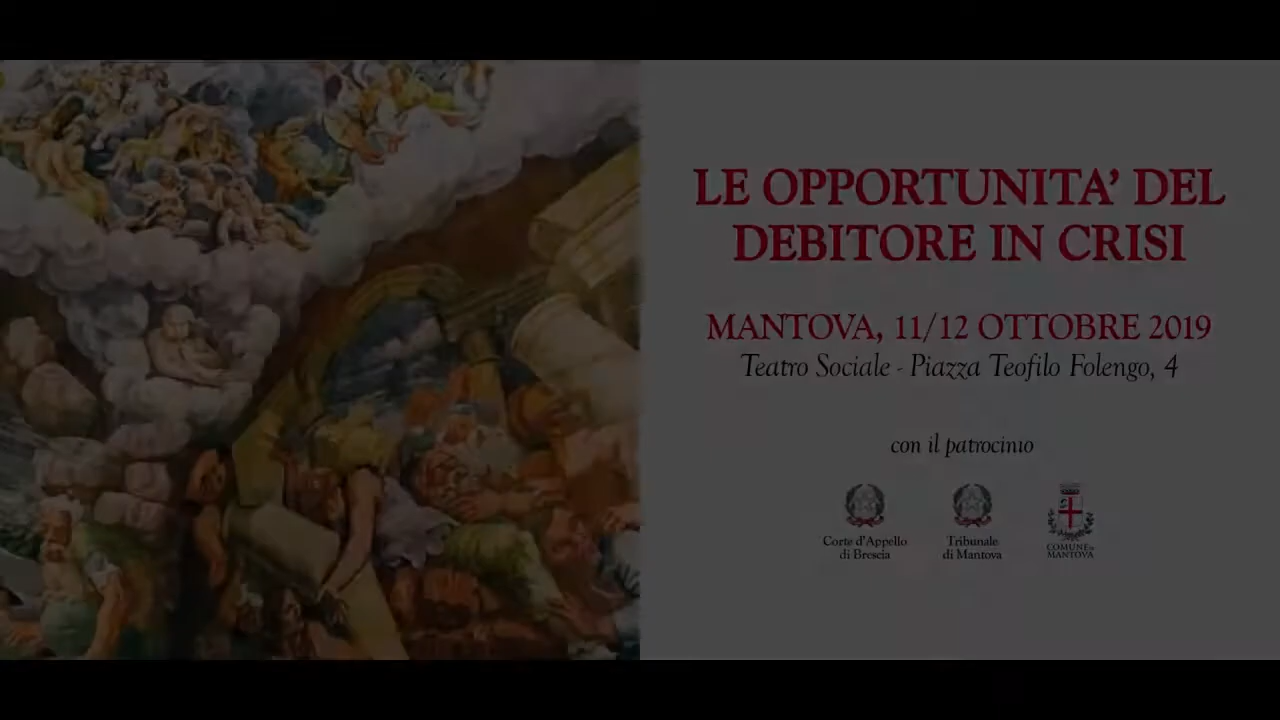 LE OPPORTUNITA’ DEL
DEBITORE IN CRISI
MANTOVA, 11/12 OTTOBRE 2019
Teatro Sociale - Piazza Teofilo Folengo, 4
con il patrocinio
Corte d’Appello
di Brescia
Tribunale
di Mantova
COMUNE DI
MANTOVA